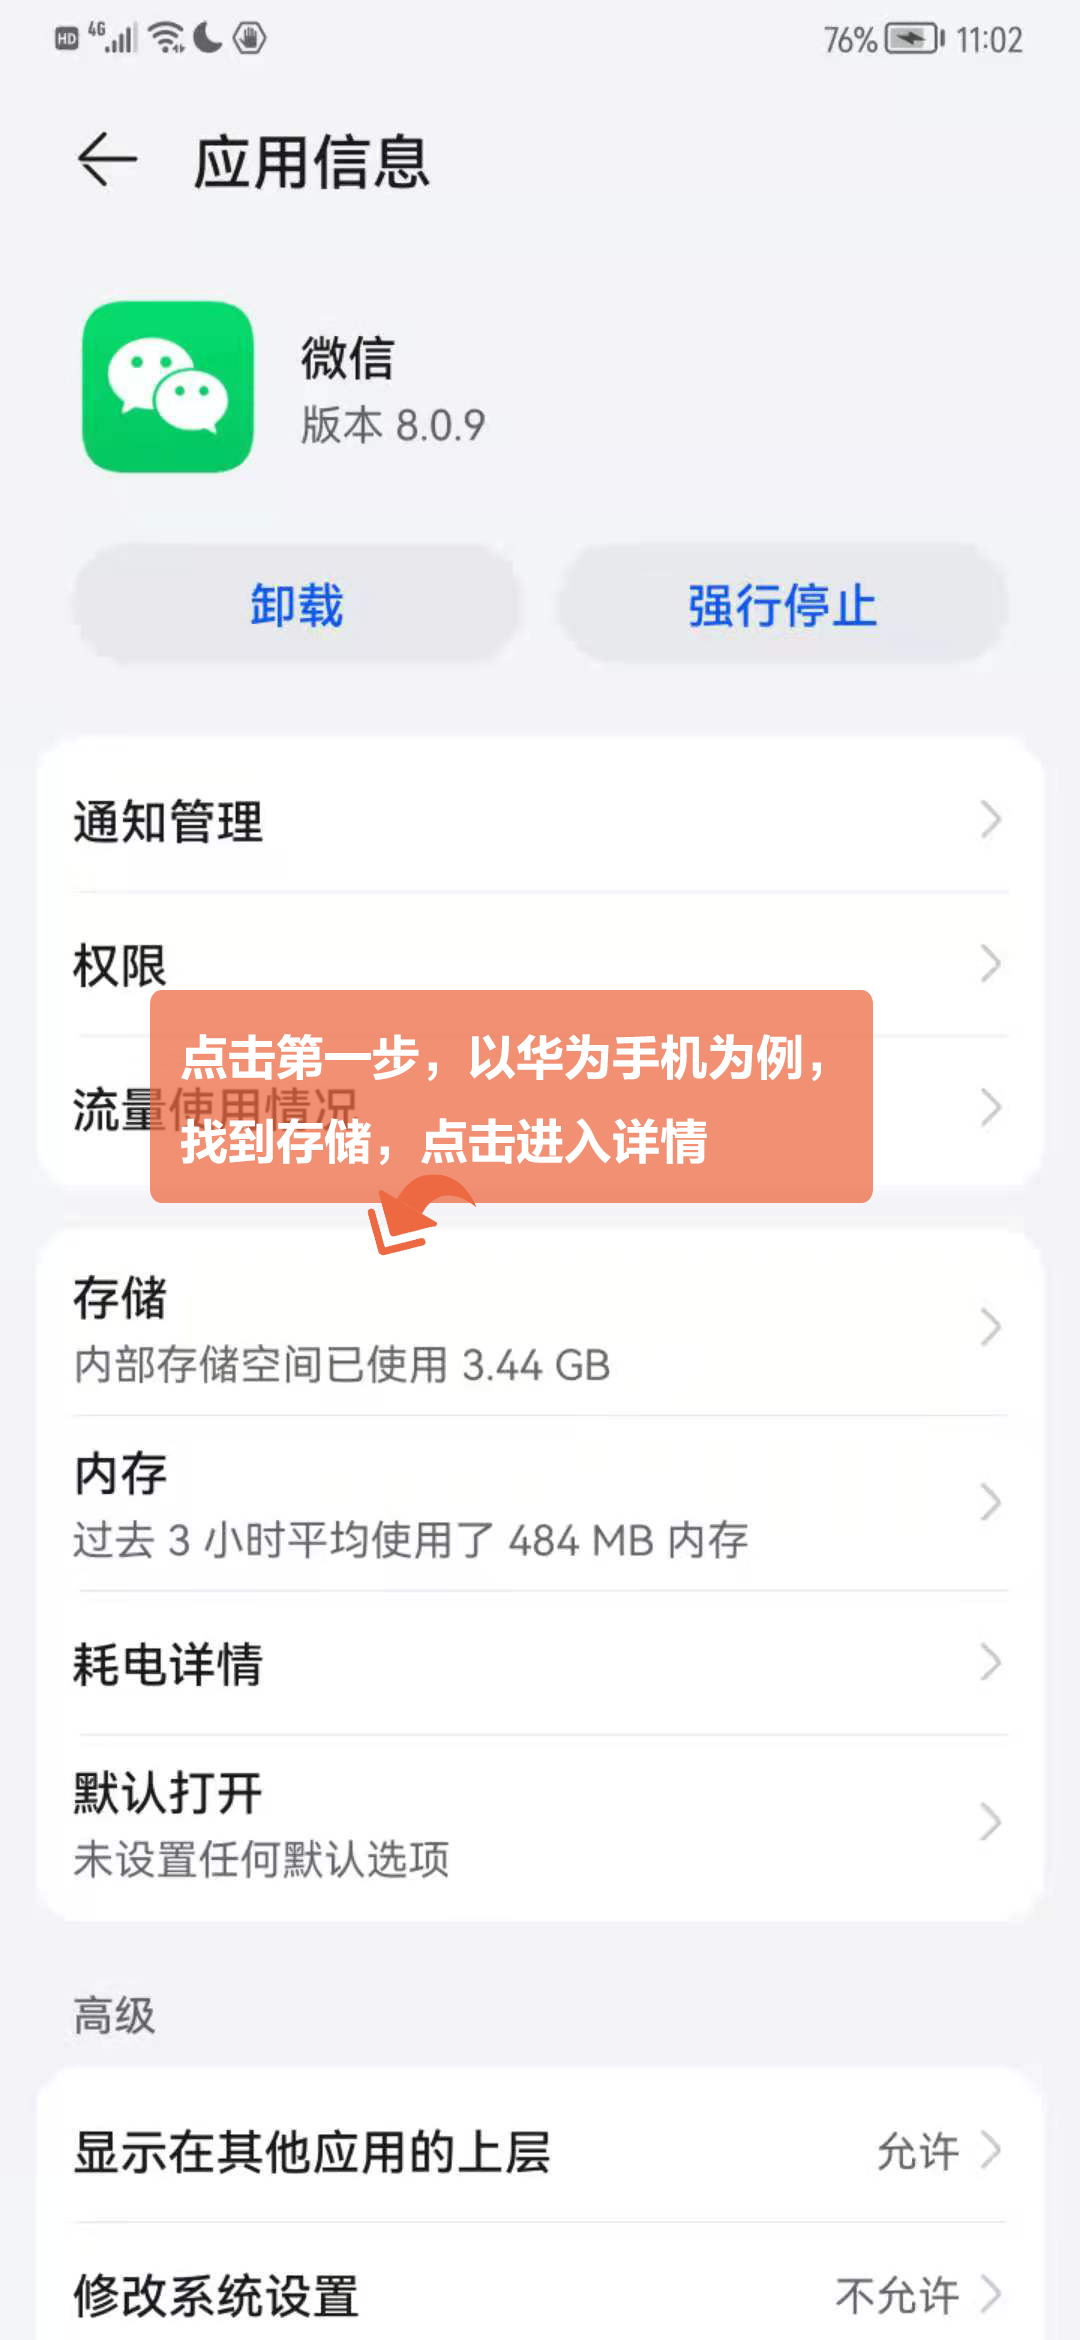 HD 4G 76% 11:02
应用信息
微信
版本 8.0.9
卸载
强行停止
通知管理
权限
点击第一步，以华为手机为例，
流量使用情况
找到存储，点击进入详情
存储
内部存储空间已使用 3.44 GB
内存
过去 3 小时平均使用了 484 MB 内存
耗电详情
默认打开
未设置任何默认选项
高级
显示在其他应用的上层 允许
修改系统设置 不允许